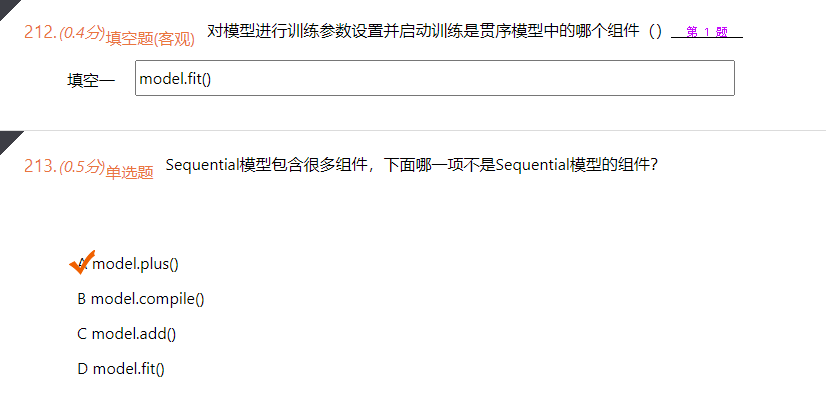 212.(0.4分)填空题(客观) 对模型进行训练参数设置并启动训练是贯序模型中的哪个组件（）第 1 题
填空一 model.fit()
213.(0.5分)单选题 Sequential模型包含很多组件，下面哪一项不是Sequential模型的组件？
A model.plus()
B model.compile()
C model.add()
D model.fit()